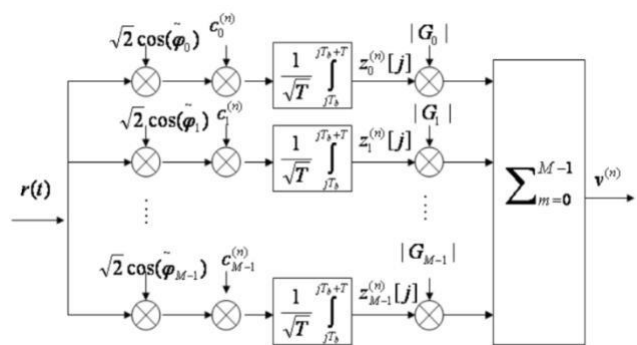 √2 cos(φ̃₀) c₀⁽ⁿ⁾ 1/√T ∫_{jT_b}^{jT_b+T} z₀⁽ⁿ⁾[j] |G₀|
√2 cos(φ̃₁) c₁⁽ⁿ⁾ 1/√T ∫_{jT_b}^{jT_b+T} z₁⁽ⁿ⁾[j] |G₁|
r(t) ⋮ ⋮ ⋮ ∑_{m=0}^{M-1} v⁽ⁿ⁾
√2 cos(φ̃_{M-1}) c_{M-1}⁽ⁿ⁾ 1/√T ∫_{jT_b}^{jT_b+T} z_{M-1}⁽ⁿ⁾[j] |G_{M-1}|